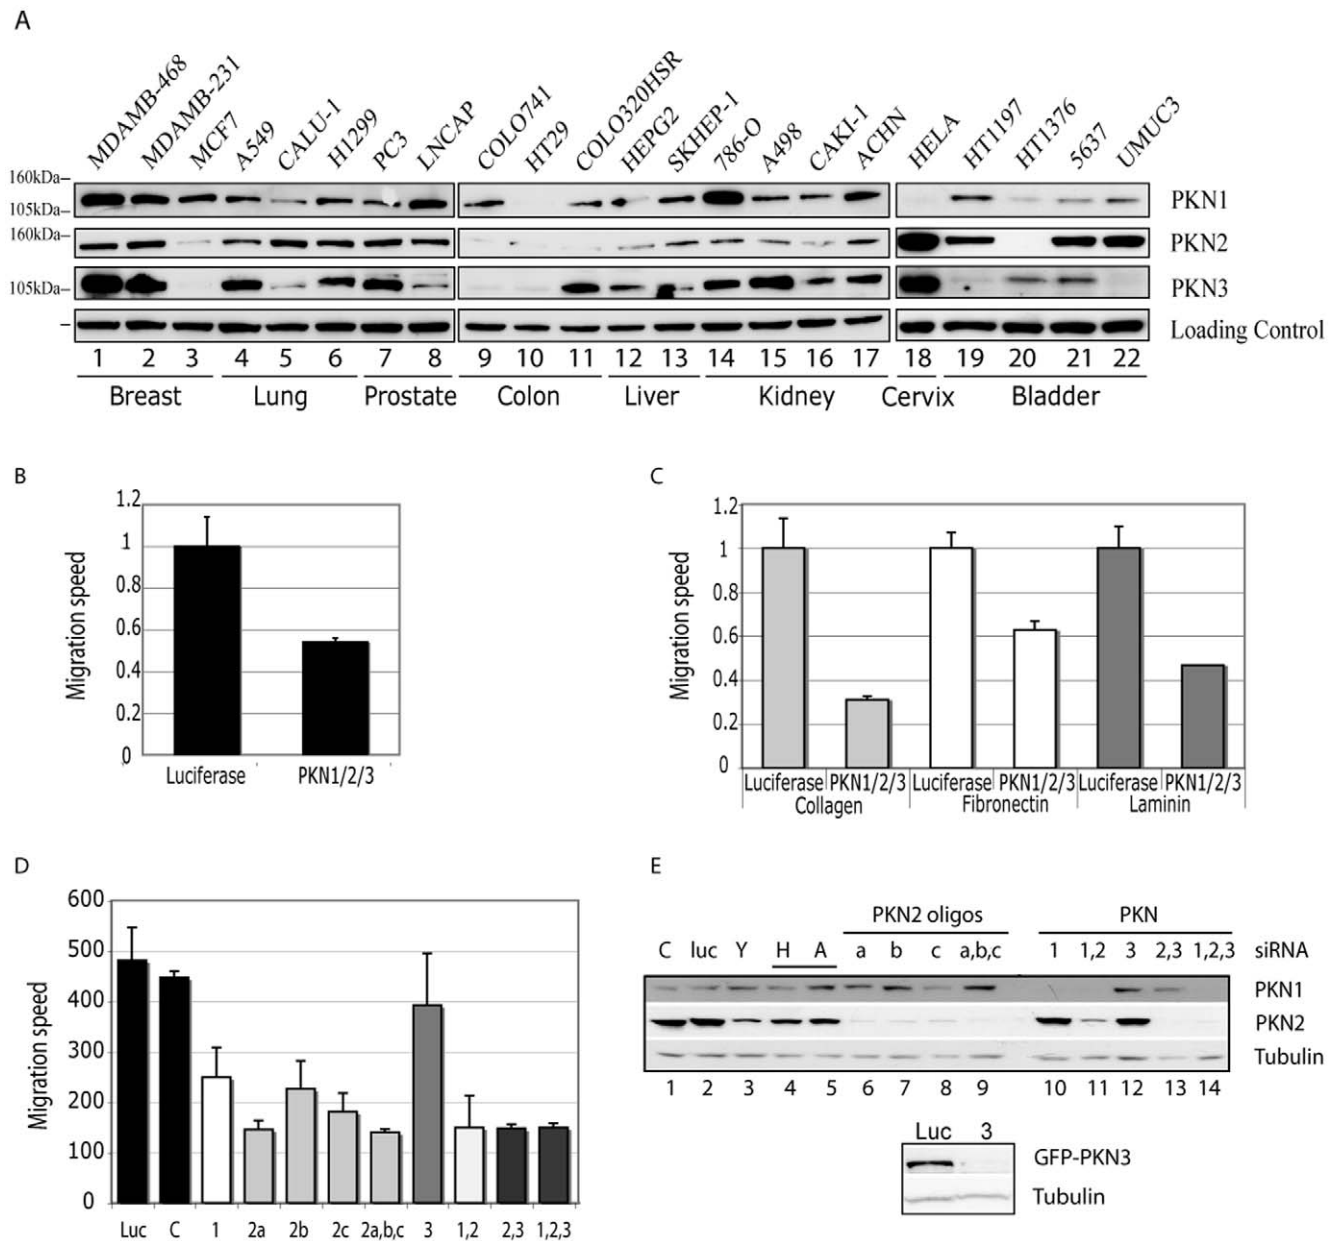 A
MDAMB-468 MDAMB-231 MCF7 A549 CALU-1 H1299 PC3 LNCAP COLO741 HT29 COLO320HSR HEPG2 SKHEP-1 786-O A498 CAKI-1 ACHN HELA HT1197 HT1376 5637 UMUC3
160kDa–
105kDa– PKN1
160kDa– PKN2
105kDa– PKN3
– Loading Control
1 2 3 4 5 6 7 8 9 10 11 12 13 14 15 16 17 18 19 20 21 22
Breast Lung Prostate Colon Liver Kidney Cervix Bladder
B
Migration speed
1.2
1
0.8
0.6
0.4
0.2
0
Luciferase PKN1/2/3
C
Migration speed
1.2
1
0.8
0.6
0.4
0.2
0
Luciferase PKN1/2/3 Luciferase PKN1/2/3 Luciferase PKN1/2/3
Collagen Fibronectin Laminin
D
Migration speed
600
500
400
300
200
100
0
Luc C 1 2a 2b 2c 2a,b,c 3 1,2 2,3 1,2,3
E
PKN2 oligos PKN
C luc Y H A a b c a,b,c 1 1,2 3 2,3 1,2,3 siRNA
PKN1
PKN2
Tubulin
1 2 3 4 5 6 7 8 9 10 11 12 13 14
Luc 3
GFP-PKN3
Tubulin